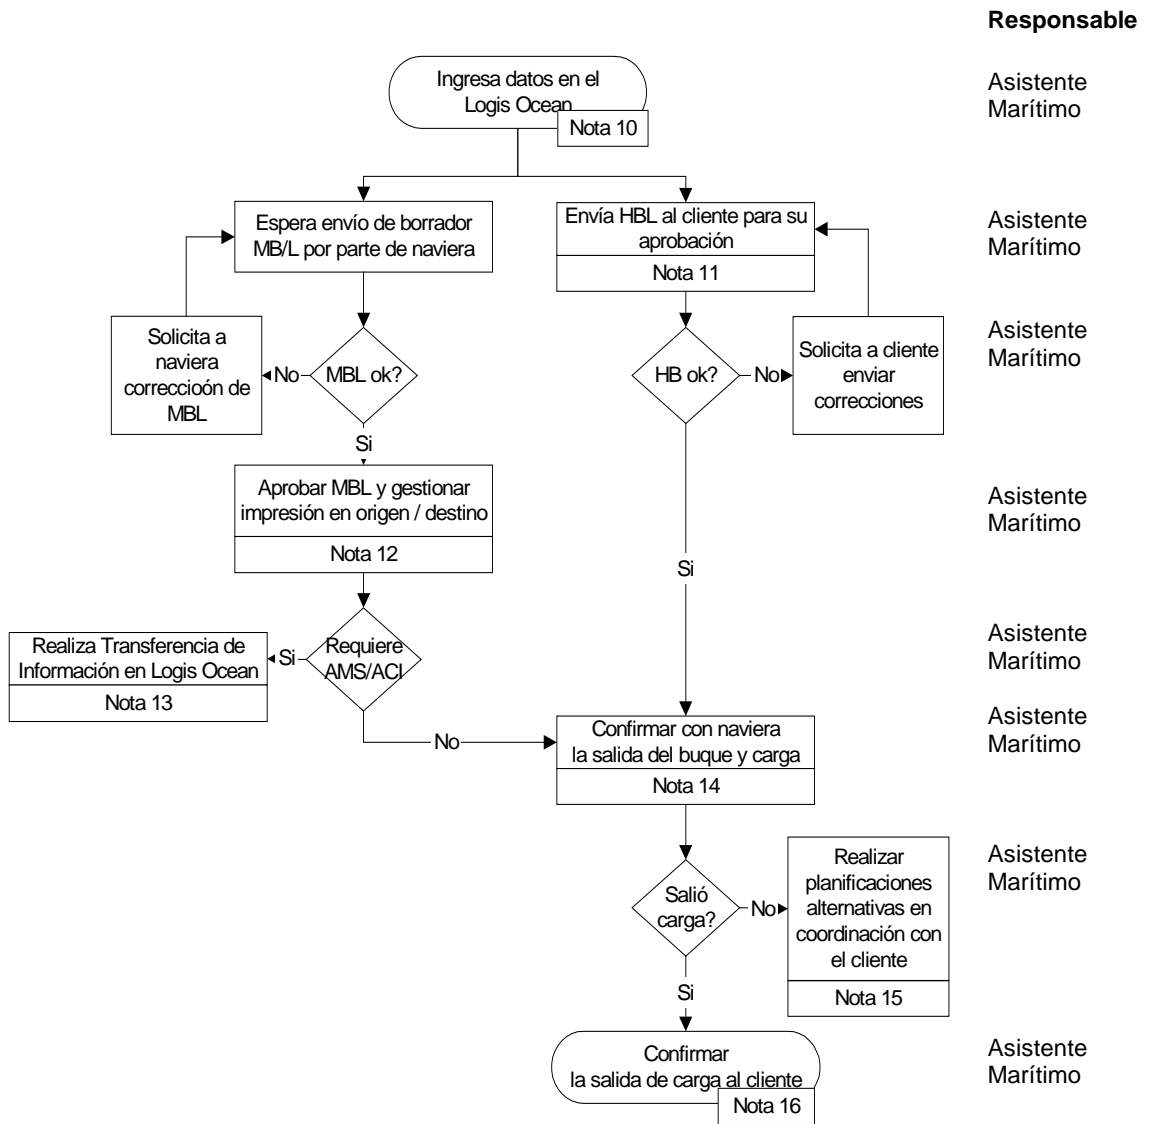 Responsable
Ingresa datos en el
Logis Ocean
Nota 10
Asistente
Marítimo
Espera envío de borrador
MB/L por parte de naviera
Envía HBL al cliente para su
aprobación
Nota 11
Asistente
Marítimo
Solicita a
naviera
correccioón de
MBL
No
MBL ok?
HB ok?
No
Solicita a cliente
enviar
correcciones
Asistente
Marítimo
Si
Aprobar MBL y gestionar
impresión en origen / destino
Nota 12
Asistente
Marítimo
Si
Realiza Transferencia de
Información en Logis Ocean
Nota 13
Si
Requiere
AMS/ACI
Asistente
Marítimo
No
Confirmar con naviera
la salida del buque y carga
Nota 14
Asistente
Marítimo
Salió
carga?
No
Realizar
planificaciones
alternativas en
coordinación con
el cliente
Nota 15
Asistente
Marítimo
Si
Confirmar
la salida de carga al cliente
Nota 16
Asistente
Marítimo